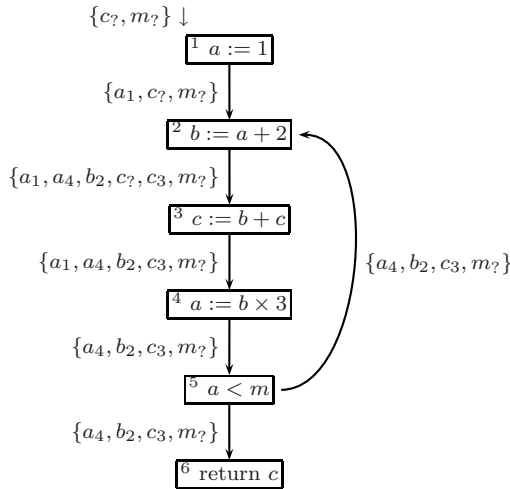 {c?, m?} ↓
1 a := 1
{a1, c?, m?}
2 b := a + 2
{a1, a4, b2, c?, c3, m?}
3 c := b + c
{a4, b2, c3, m?}
{a1, a4, b2, c3, m?}
4 a := b × 3
{a4, b2, c3, m?}
5 a < m
{a4, b2, c3, m?}
6 return c